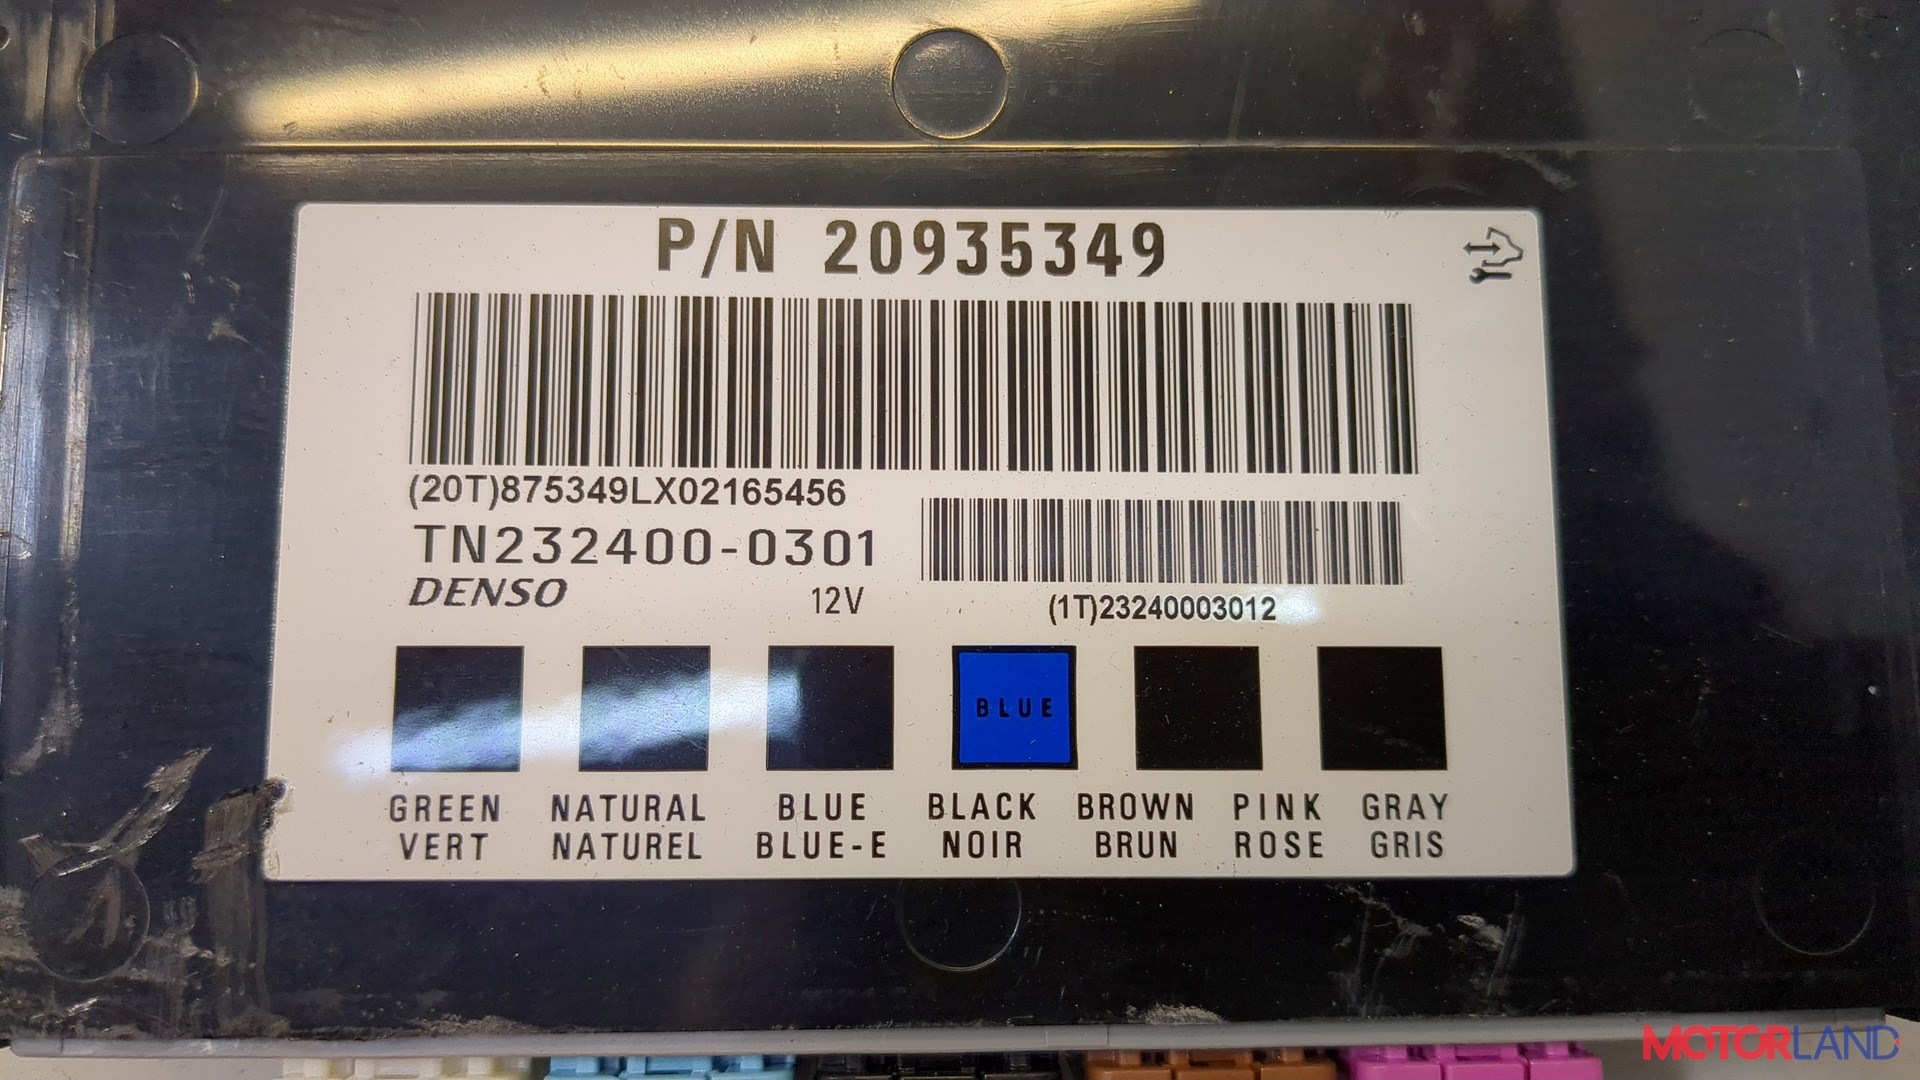 P/N 20935349
(20T)875349LX02165456
TN232400-0301
DENSO 12V
(1T)23240003012
BLUE
GREEN NATURAL BLUE BLACK BROWN PINK GRAY
VERT NATUREL BLUE-E NOIR BRUN ROSE GRIS
MOTORLAND